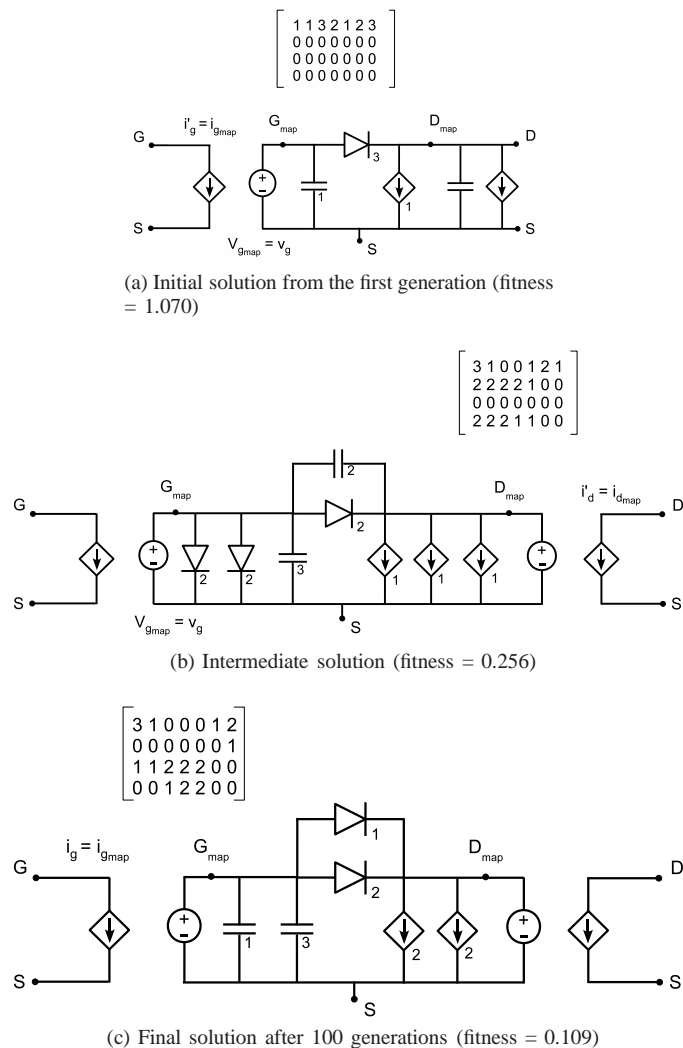 1 1 3 2 1 2 3
0 0 0 0 0 0 0
0 0 0 0 0 0 0
0 0 0 0 0 0 0
i'g = igmap
Gmap
Dmap
G
D
+
-
1
3
1
S
S
S
Vgmap = vg
(a) Initial solution from the first generation (fitness
= 1.070)
3 1 0 0 1 2 1
2 2 2 2 1 0 0
0 0 0 0 0 0 0
2 2 2 1 1 0 0
2
G
Gmap
Dmap
i'd = idmap
D
+
-
2
2
3
2
1
1
1
+
-
S
S
S
Vgmap = vg
(b) Intermediate solution (fitness = 0.256)
3 1 0 0 0 1 2
0 0 0 0 0 0 1
1 1 2 2 2 0 0
0 0 1 2 2 0 0
1
ig = igmap
Gmap
Dmap
G
D
2
+
-
1
3
2
2
+
-
S
S
S
(c) Final solution after 100 generations (fitness = 0.109)